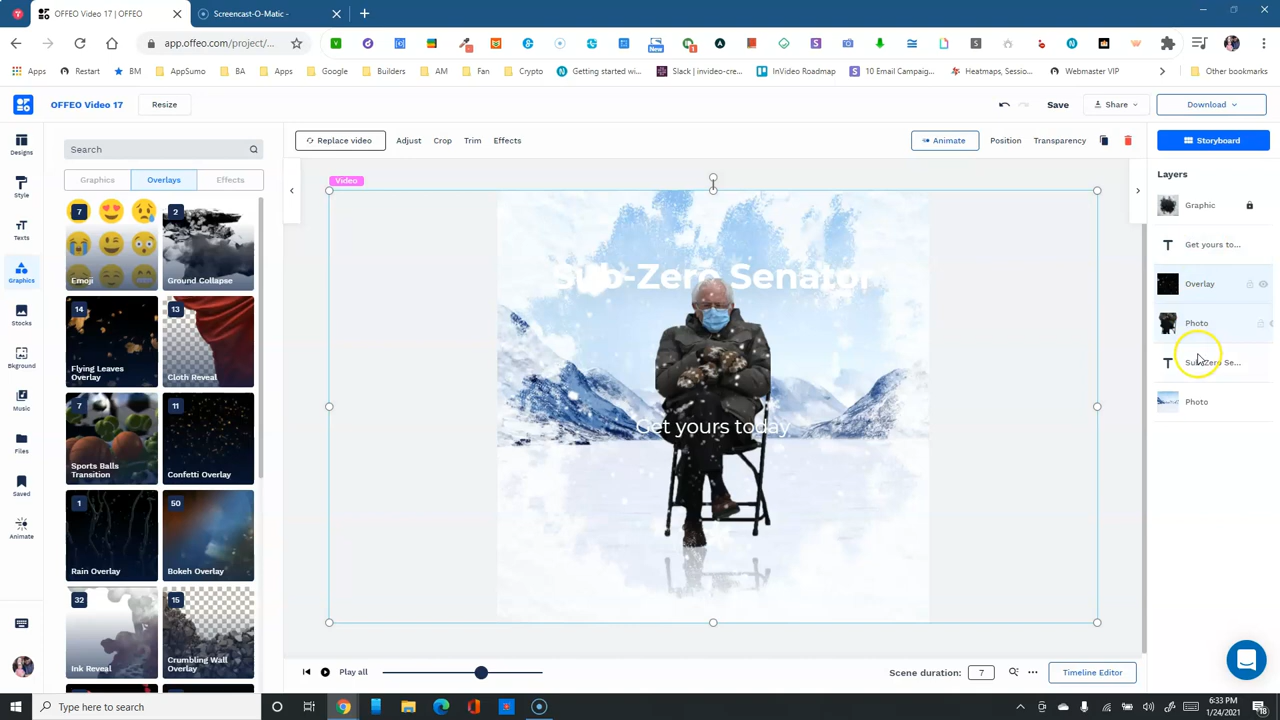 OFFEO Video 17 | OFFEO
Screencast-O-Matic -
app.offeo.com/project/...
New
Apps
Restart
BM
AppSumo
BA
Apps
Google
Builders
AM
Fan
Crypto
Getting started wi...
Slack | invideo-cre...
InVideo Roadmap
10 Email Campaig...
Heatmaps, Sessio...
Webmaster VIP
Other bookmarks
OFFEO Video 17
Resize
Save
Share
Download
Designs
Style
Texts
Graphics
Stocks
Bkground
Music
Files
Saved
Animate
Search
Graphics
Overlays
Effects
7
Emoji
2
Ground Collapse
14
Flying Leaves
Overlay
13
Cloth Reveal
7
Sports Balls
Transition
11
Confetti Overlay
1
Rain Overlay
50
Bokeh Overlay
32
Ink Reveal
15
Crumbling Wall
Overlay
Replace video
Adjust
Crop
Trim
Effects
Animate
Position
Transparency
Video
Sub-Zero Senator
Get yours today
Storyboard
Layers
Graphic
Get yours to...
Overlay
Photo
Sub-Zero Se...
Photo
Play all
Scene duration:
7
Timeline Editor
Type here to search
6:33 PM
1/24/2021
18